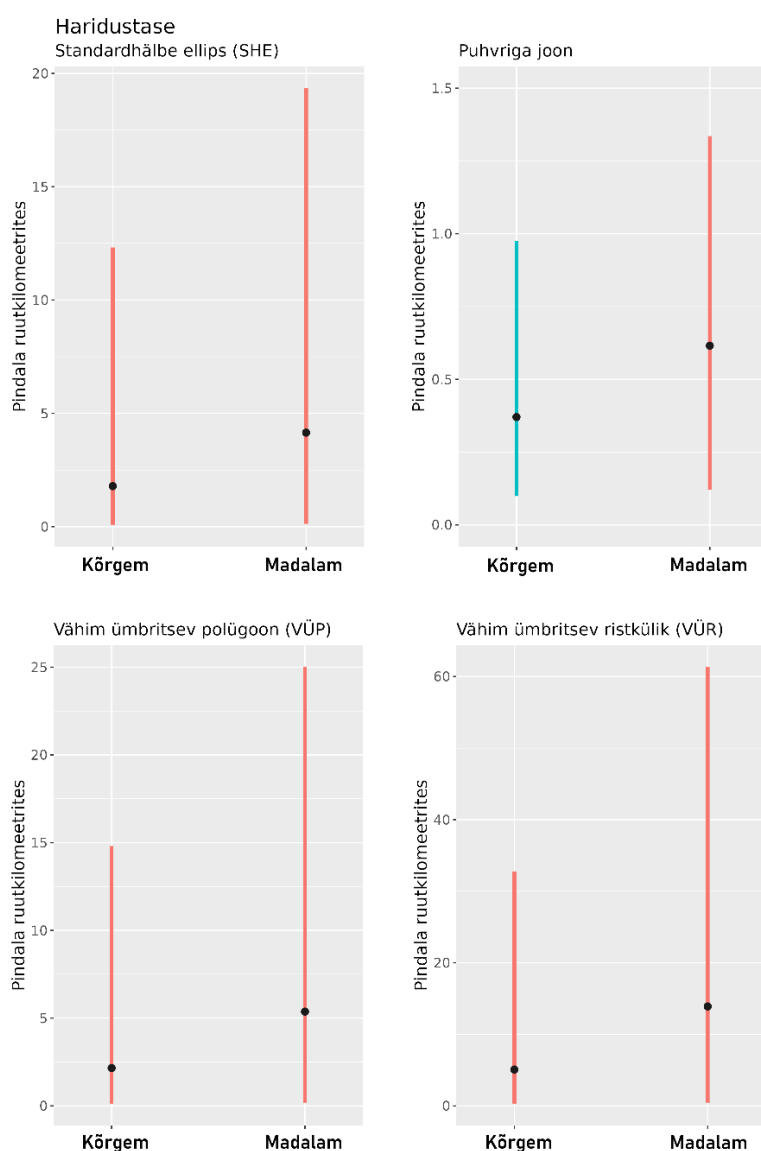 Haridustase
Standardhälbe ellips (SHE)
Pindala ruutkilomeetrites
20
15
10
5
0
Kõrgem Madalam
Puhvriga joon
Pindala ruutkilomeetrites
1.5
1.0
0.5
0.0
Kõrgem Madalam
Vähim ümbritsev polügoon (VÜP)
Pindala ruutkilomeetrites
25
20
15
10
5
0
Kõrgem Madalam
Vähim ümbritsev ristkülik (VÜR)
Pindala ruutkilomeetrites
60
40
20
0
Kõrgem Madalam